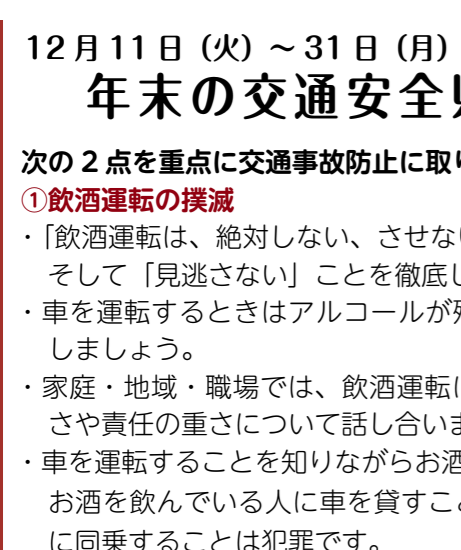 12月11日（火）～31日（月）
年末の交通安全
次の2点を重点に交通事故防止に取
①飲酒運転の撲滅
・「飲酒運転は、絶対しない、させな
そして「見逃さない」ことを徹底し
・車を運転するときはアルコールが
しましょう。
・家庭・地域・職場では、飲酒運転
さや責任の重さについて話し合い
・車を運転することを知りながらお酒
お酒を飲んでいる人に車を貸すこ
に同乗することは犯罪です。